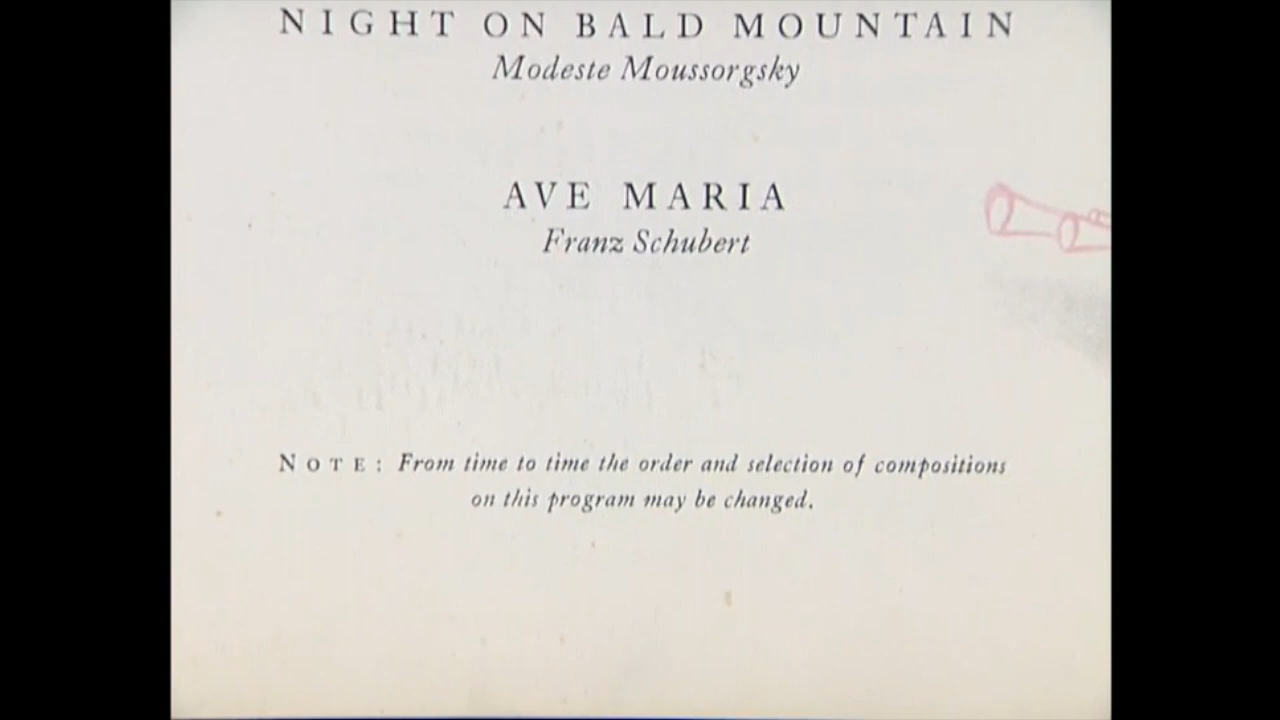 NIGHT ON BALD MOUNTAIN
Modeste Moussorgsky
AVE MARIA
Franz Schubert
NOTE: From time to time the order and selection of compositions
on this program may be changed.